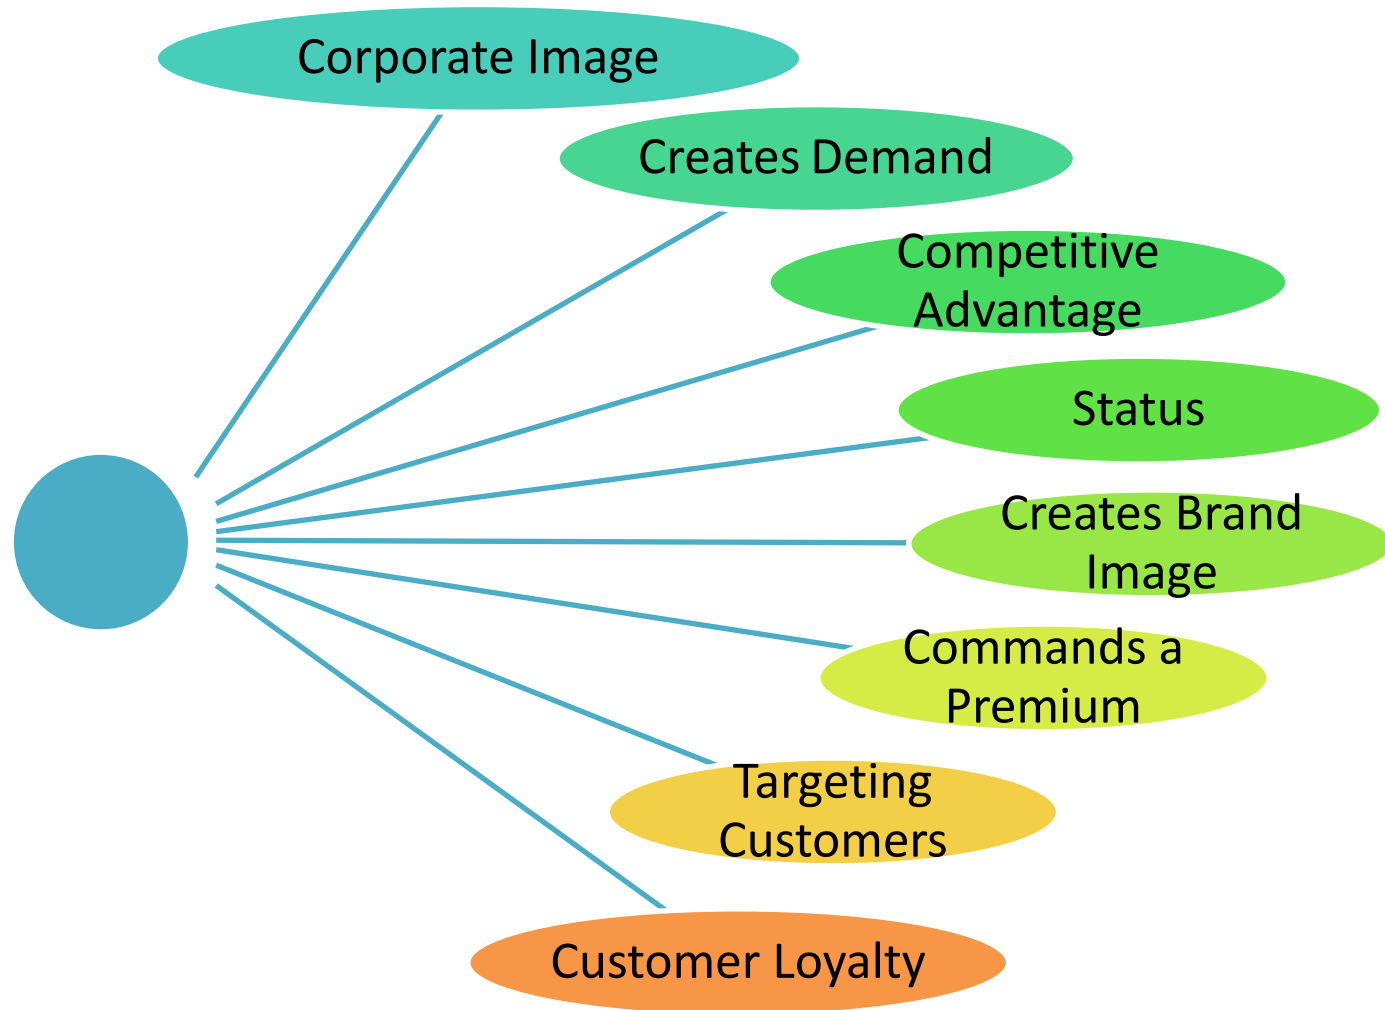 Corporate Image
Creates Demand
Competitive
Advantage
Status
Creates Brand
Image
Commands a
Premium
Targeting
Customers
Customer Loyalty